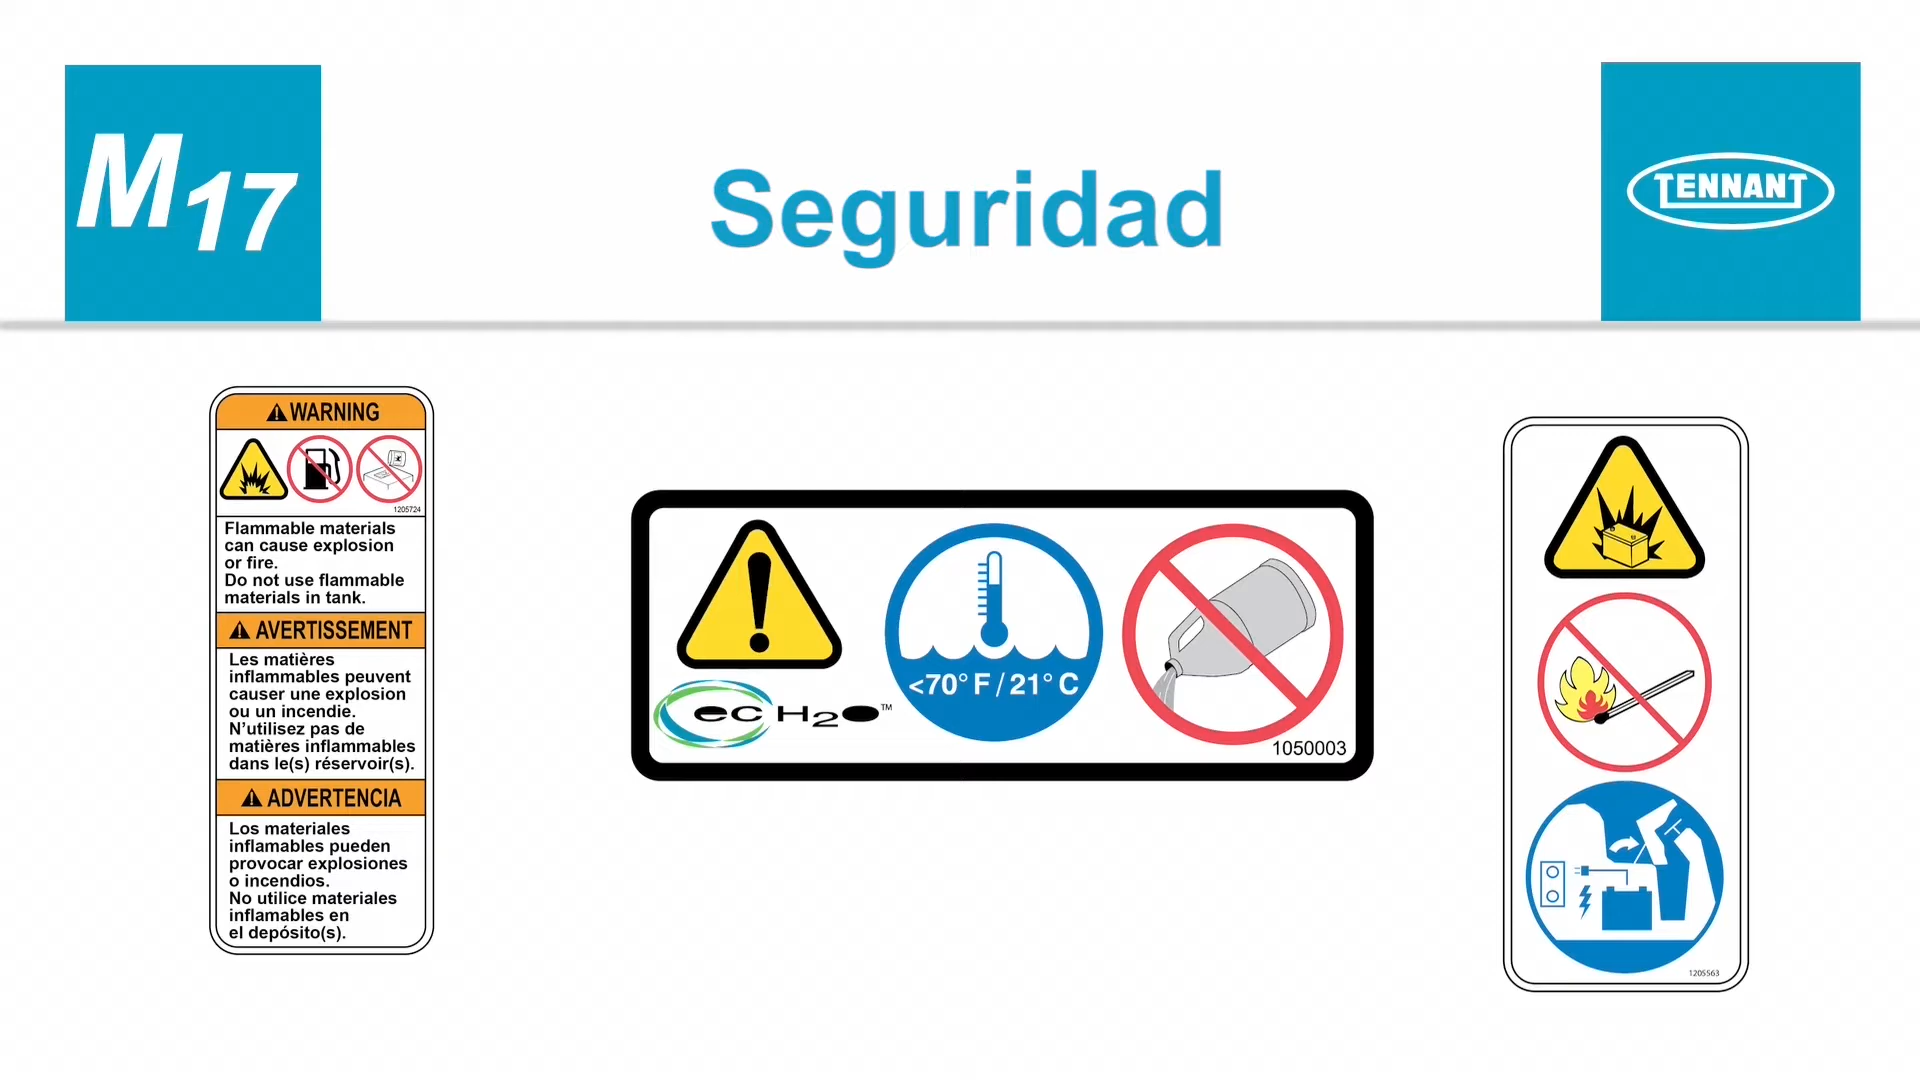 M17
Seguridad
TENNANT
WARNING
1205724
Flammable materials
can cause explosion
or fire.
Do not use flammable
materials in tank.
AVERTISSEMENT
Les matières
inflammables peuvent
causer une explosion
ou un incendie.
N'utilisez pas de
matières inflammables
dans le(s) réservoir(s).
ADVERTENCIA
Los materiales
inflamables pueden
provocar explosiones
o incendios.
No utilice materiales
inflamables en
el depósito(s).
ec H2O™
<70° F / 21° C
1050003
1205563